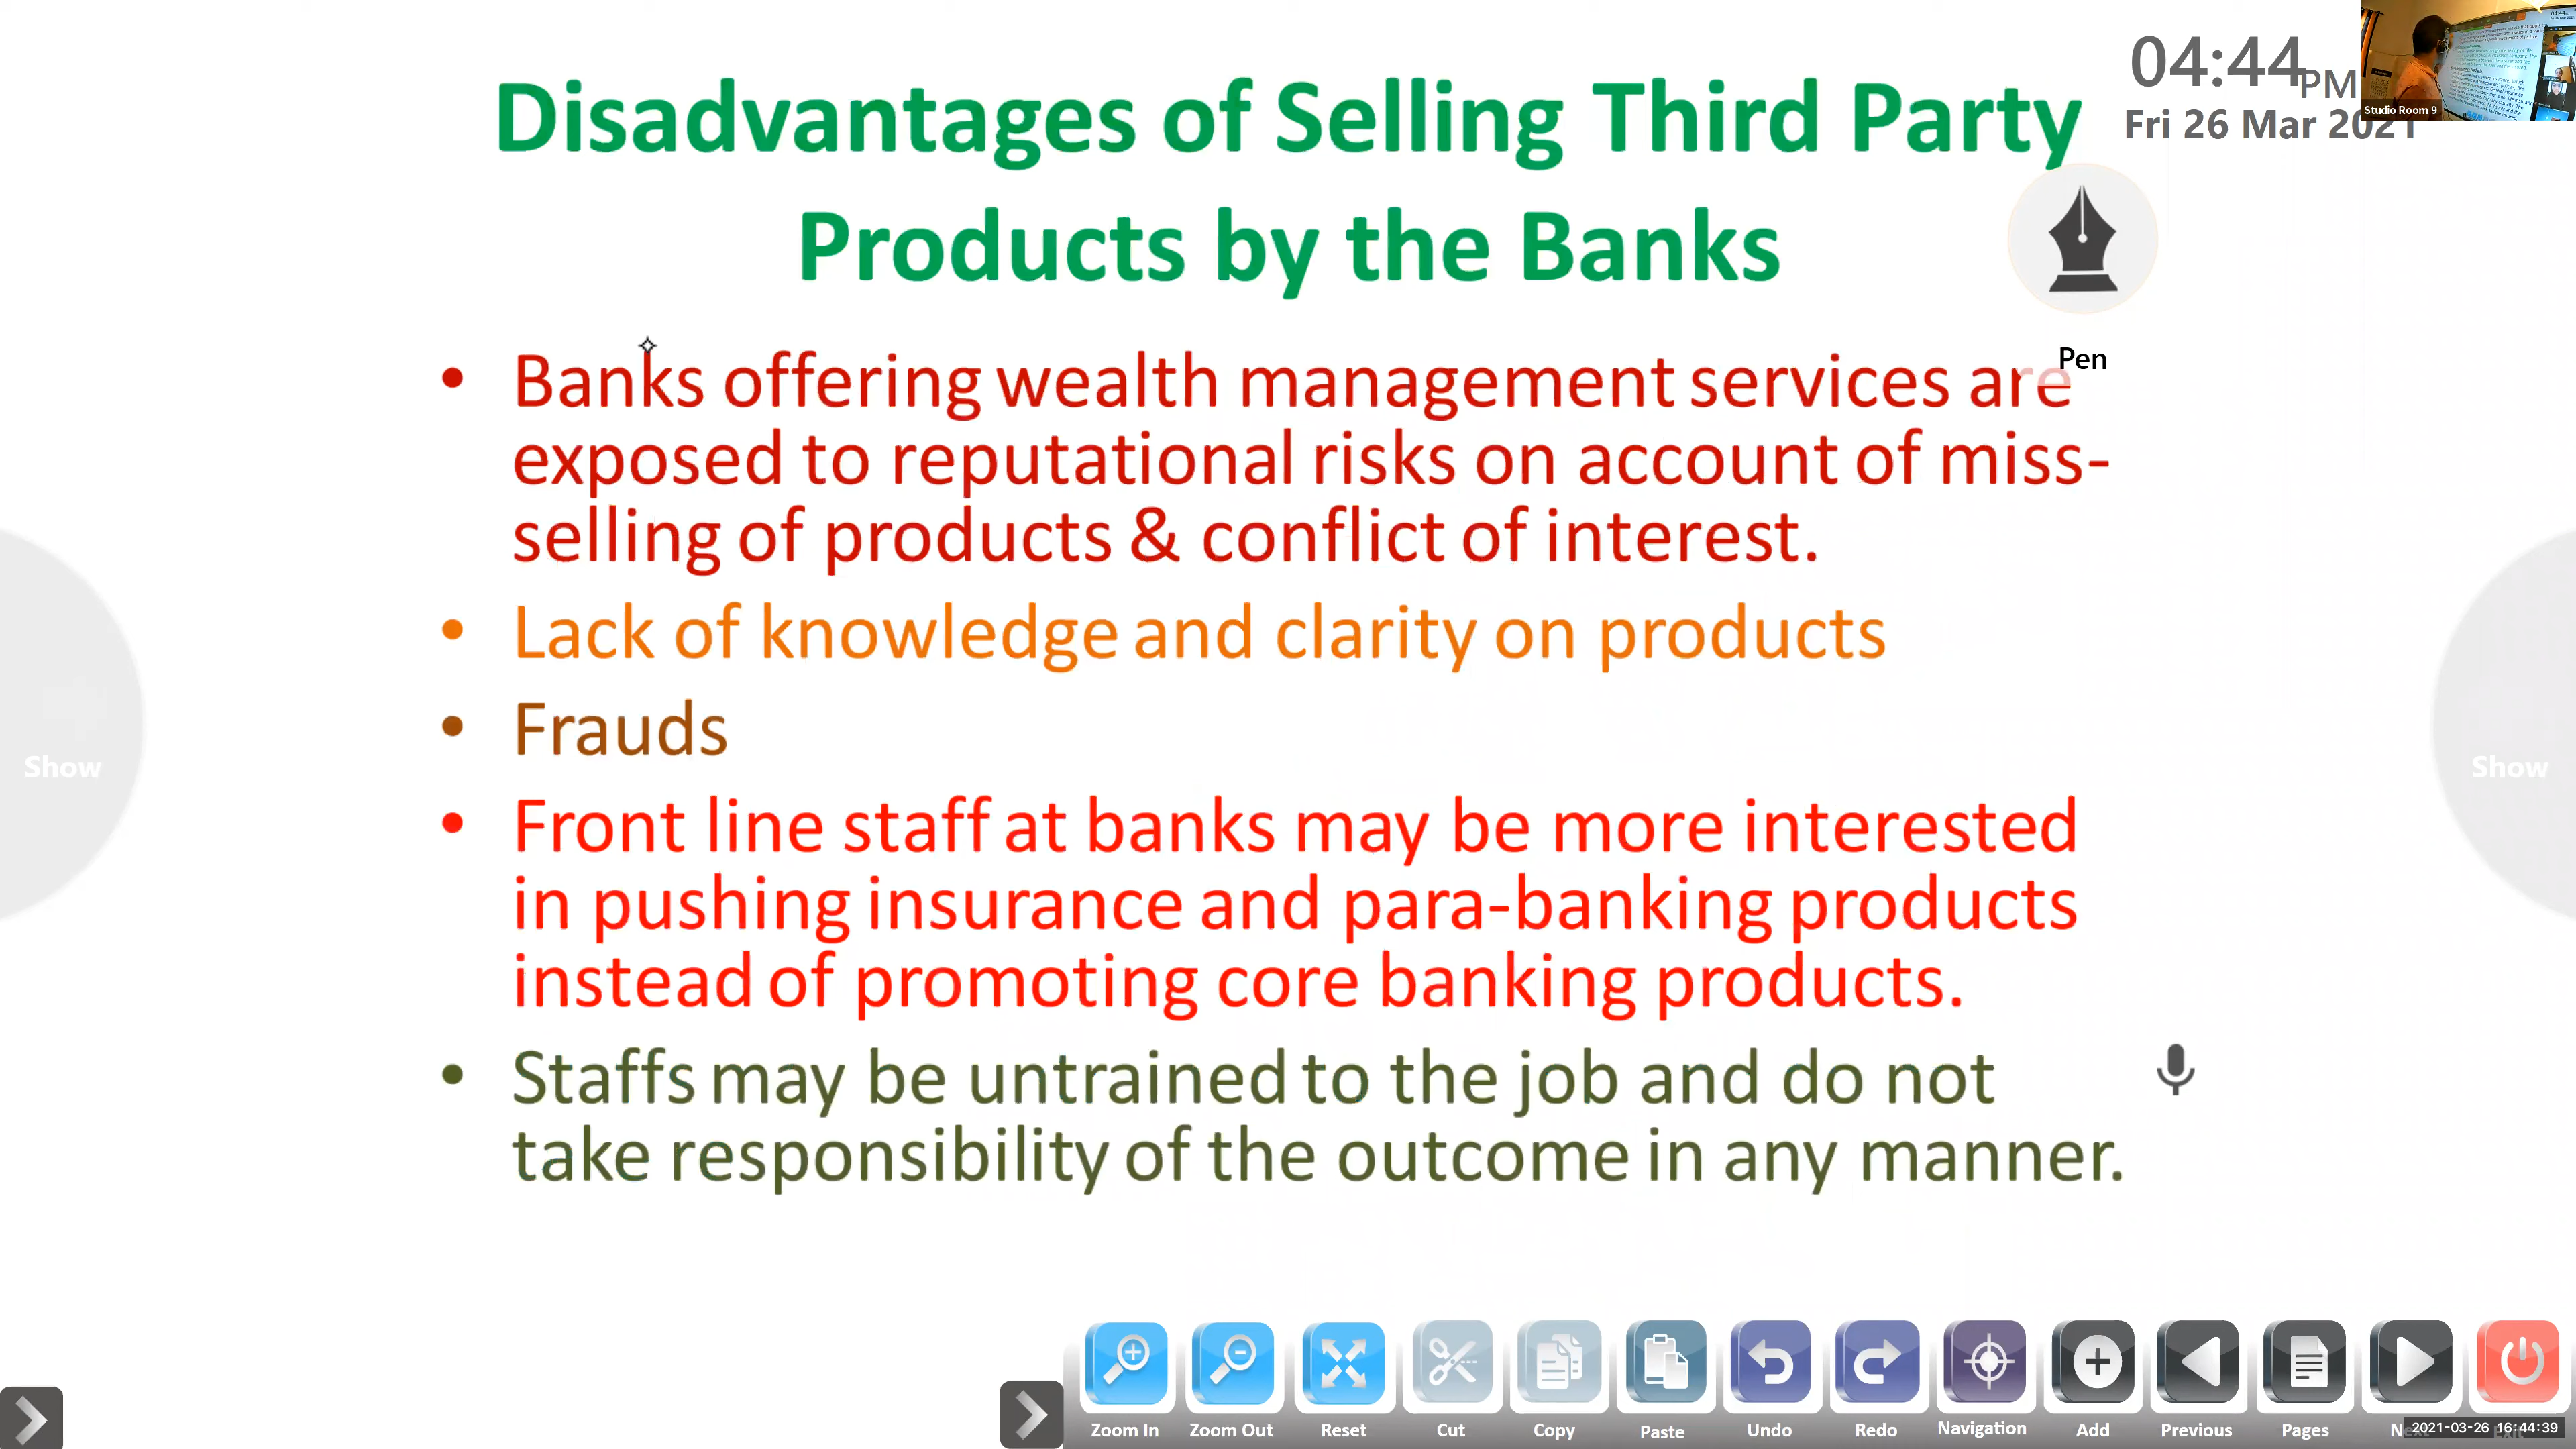 Disadvantages of Selling Third Party
Products by the Banks
04:44 PM
Fri 26 Mar 2021
Studio Room 9
Pen
• Banks offering wealth management services are
exposed to reputational risks on account of miss-
selling of products & conflict of interest.
• Lack of knowledge and clarity on products
• Frauds
• Front line staff at banks may be more interested
in pushing insurance and para-banking products
instead of promoting core banking products.
• Staffs may be untrained to the job and do not
take responsibility of the outcome in any manner.
Show
Show
Zoom In Zoom Out Reset Cut Copy Paste Undo Redo Navigation Add Previous Pages
2021-03-26 16:44:39